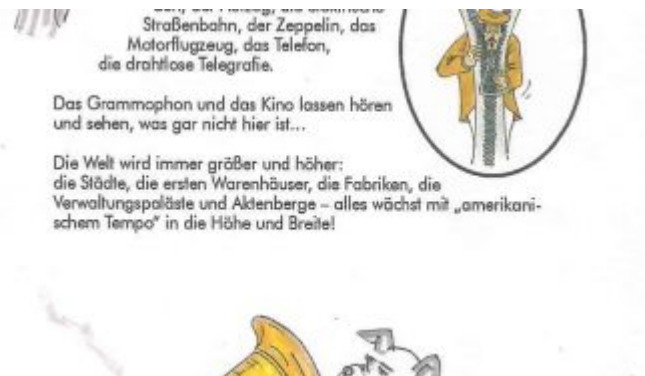 Straßenbahn, der Zeppelin, das
Motorflugzeug, das Telefon,
die drahtlose Telegrafie.
Das Grammophon und das Kino lassen hören
und sehen, was gar nicht hier ist...
Die Welt wird immer größer und höher:
die Städte, die ersten Warenhäuser, die Fabriken, die
Verwaltungspaläste und Aktenberge – alles wächst mit „amerikani-
schem Tempo“ in die Höhe und Breite!